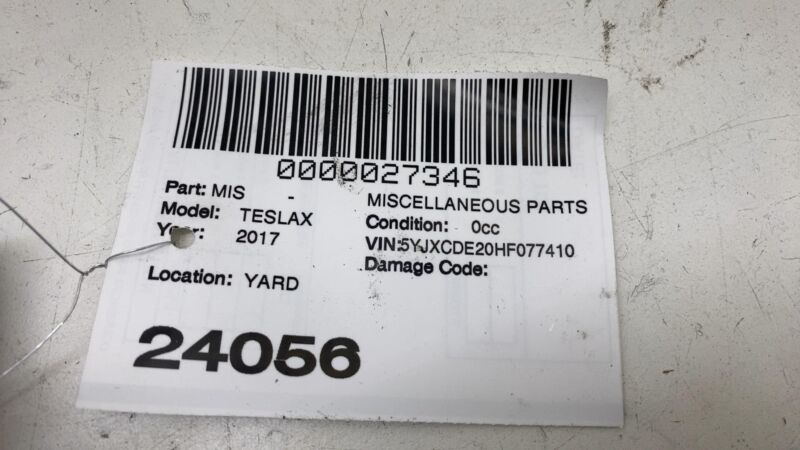 0000027346
Part: MIS - MISCELLANEOUS PARTS
Model: TESLAX Condition: 0cc
Year: 2017 VIN:5YJXCDE20HF077410
Damage Code:
Location: YARD
24056